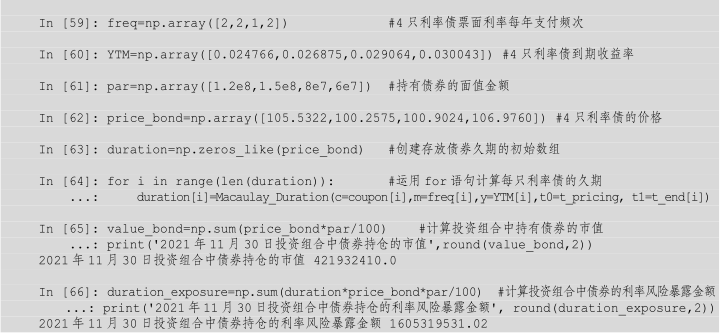 In [59]: freq=np.array([2,2,1,2]) #4 只利率债票面利率每年支付频次
In [60]: YTM=np.array([0.024766,0.026875,0.029064,0.030043]) #4 只利率债到期收益率
In [61]: par=np.array([1.2e8,1.5e8,8e7,6e7]) #持有债券的面值金额
In [62]: price_bond=np.array([105.5322,100.2575,100.9024,106.9760]) #4 只利率债的价格
In [63]: duration=np.zeros_like(price_bond) #创建存放债券久期的初始数组
In [64]: for i in range(len(duration)): #运用 for 语句计算每只利率债的久期
...: duration[i]=Macaulay_Duration(c=coupon[i],m=freq[i],y=YTM[i],t0=t_pricing, t1=t_end[i])
In [65]: value_bond=np.sum(price_bond*par/100) #计算投资组合中持有债券的市值
...: print('2021 年 11 月 30 日投资组合中债券持仓的市值',round(value_bond,2))
2021 年 11 月 30 日投资组合中债券持仓的市值 421932410.0
In [66]: duration_exposure=np.sum(duration*price_bond*par/100) #计算投资组合中债券的利率风险暴露金额
...: print('2021 年 11 月 30 日投资组合中债券持仓的利率风险暴露金额', round(duration_exposure,2))
2021 年 11 月 30 日投资组合中债券持仓的利率风险暴露金额 1605319531.02